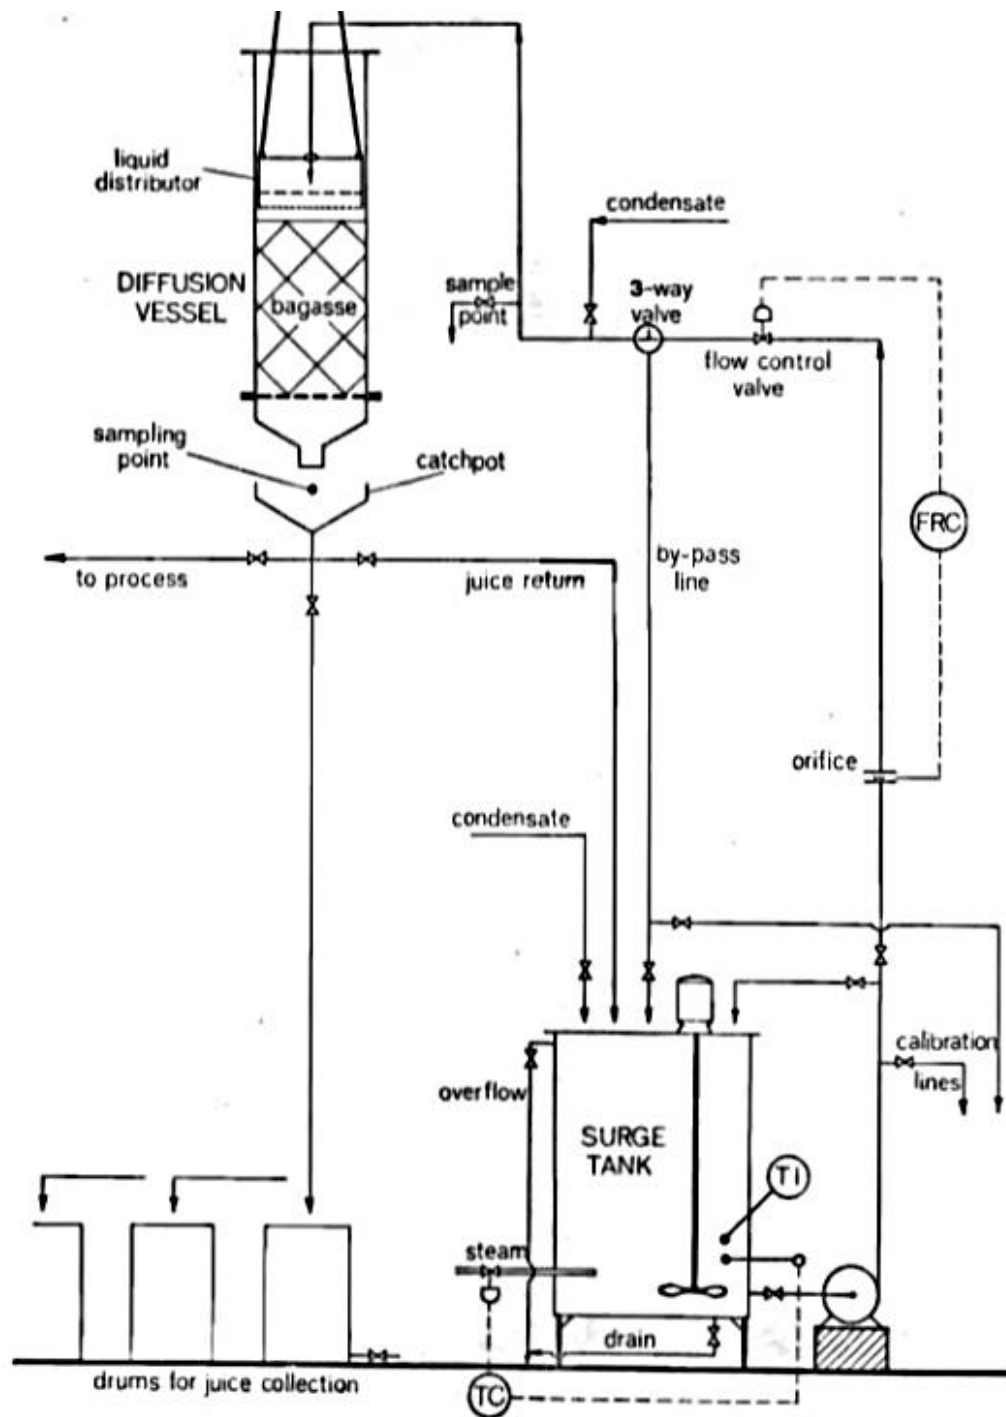 liquid
distributor
condensate
DIFFUSION
VESSEL
bagasse
sample
point
3-way
valve
flow control
valve
sampling
point
catchpot
FRC
to process
juice return
by-pass
line
orifice
condensate
calibration
lines
overflow
SURGE
TANK
TI
steam
drain
drums for juice collection
TC